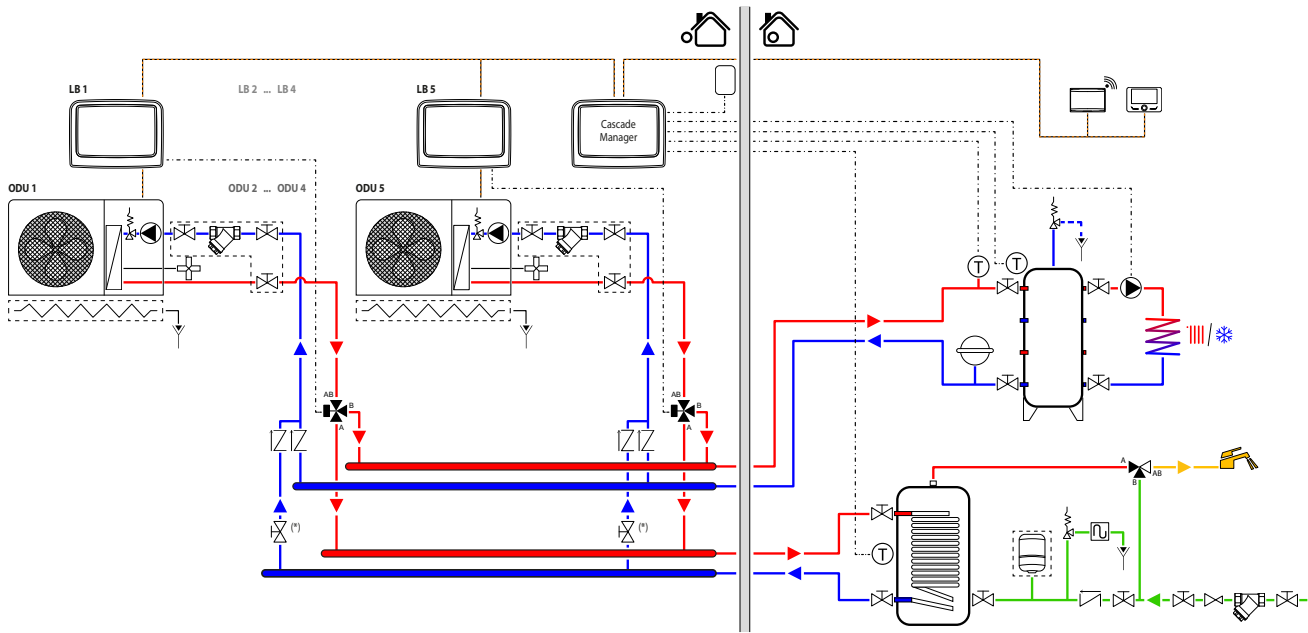 LB 1
LB 2 ... LB 4
LB 5
Cascade
Manager
ODU 1
ODU 2 ... ODU 4
ODU 5
T
T
AB
B
A
AB
B
A
A
AB
B
(*)
(*)
T